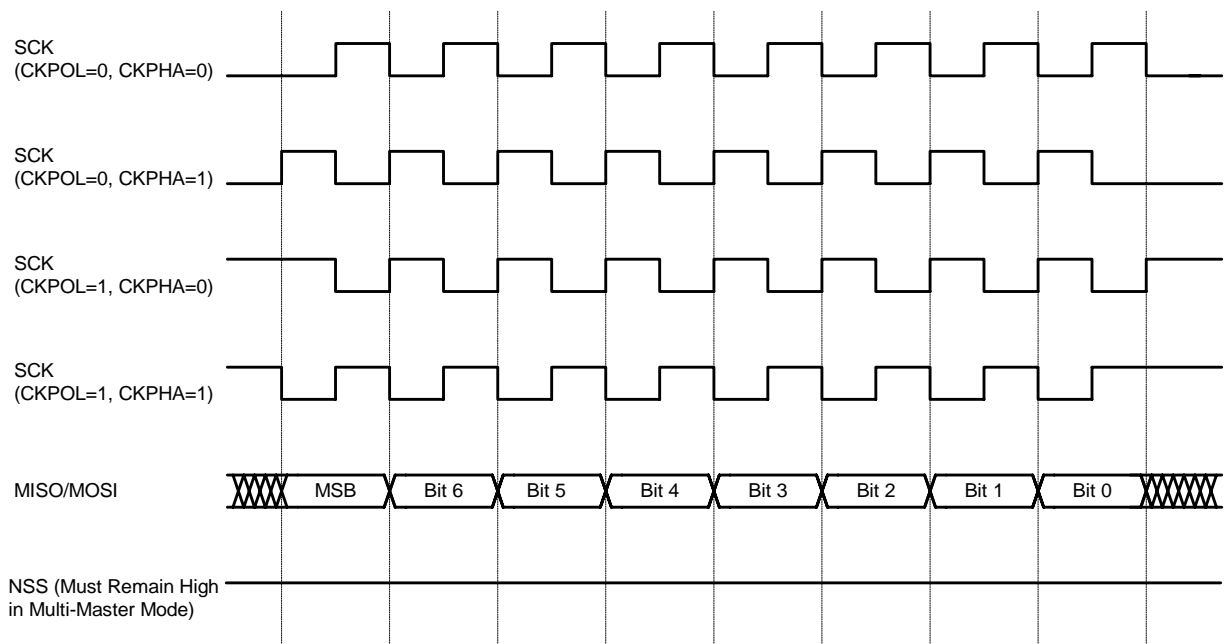 SCK
(CKPOL=0, CKPHA=0)
SCK
(CKPOL=0, CKPHA=1)
SCK
(CKPOL=1, CKPHA=0)
SCK
(CKPOL=1, CKPHA=1)
MISO/MOSI
MSB
Bit 6
Bit 5
Bit 4
Bit 3
Bit 2
Bit 1
Bit 0
NSS (Must Remain High
in Multi-Master Mode)